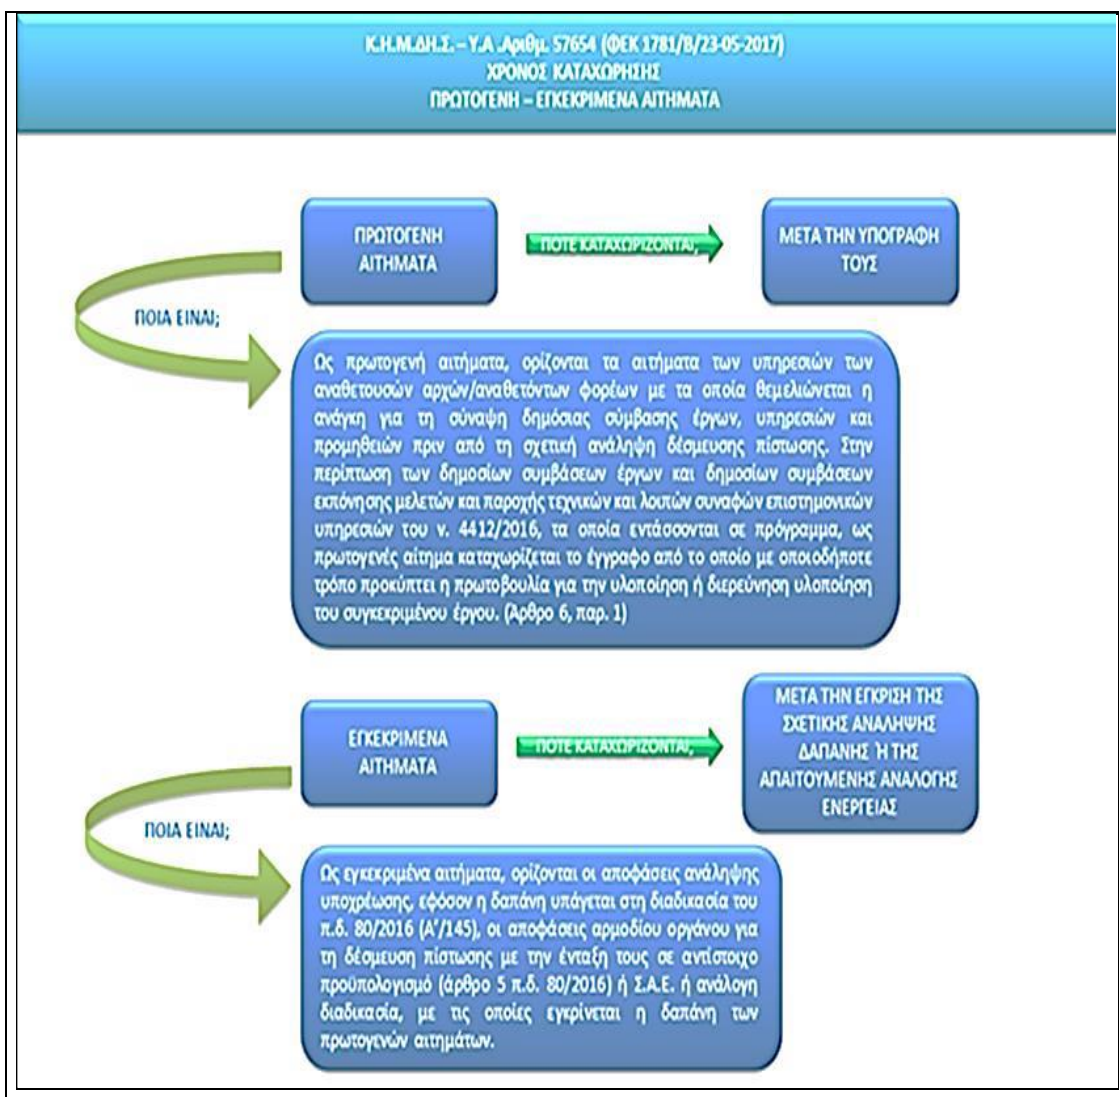 Κ.Η.Μ.ΔΗ.Σ. – Υ.Α .Αριθμ. 57654 (ΦΕΚ 1781/Β/23-05-2017)
ΧΡΟΝΟΣ ΚΑΤΑΧΩΡΗΣΗΣ
ΠΡΩΤΟΓΕΝΗ – ΕΓΚΕΚΡΙΜΕΝΑ ΑΙΤΗΜΑΤΑ
ΠΡΩΤΟΓΕΝΗ
ΑΙΤΗΜΑΤΑ
ΠΟΤΕ ΚΑΤΑΧΩΡΙΖΟΝΤΑΙ;
ΜΕΤΑ ΤΗΝ ΥΠΟΓΡΑΦΗ
ΤΟΥΣ
ΠΟΙΑ ΕΙΝΑΙ;
Ως πρωτογενή αιτήματα, ορίζονται τα αιτήματα των υπηρεσιών των
αναθετουσών αρχών/αναθετόντων φορέων με τα οποία θεμελιώνεται η
ανάγκη για τη σύναψη δημόσιας σύμβασης έργων, υπηρεσιών και
προμηθειών πριν από τη σχετική ανάληψη δέσμευσης πίστωσης. Στην
περίπτωση των δημοσίων συμβάσεων έργων και δημοσίων συμβάσεων
εκπόνησης μελετών και παροχής τεχνικών και λοιπών συναφών επιστημονικών
υπηρεσιών του ν. 4412/2016, τα οποία εντάσσονται σε πρόγραμμα, ως
πρωτογενές αίτημα καταχωρίζεται το έγγραφο από το οποίο με οποιοδήποτε
τρόπο προκύπτει η πρωτοβουλία για την υλοποίηση ή διερεύνηση υλοποίηση
του συγκεκριμένου έργου. (Άρθρο 6, παρ. 1)
ΕΓΚΕΚΡΙΜΕΝΑ
ΑΙΤΗΜΑΤΑ
ΠΟΤΕ ΚΑΤΑΧΩΡΙΖΟΝΤΑΙ;
ΜΕΤΑ ΤΗΝ ΕΓΚΡΙΣΗ ΤΗΣ
ΣΧΕΤΙΚΗΣ ΑΝΑΛΗΨΗΣ
ΔΑΠΑΝΗΣ Ή ΤΗΣ
ΑΠΑΙΤΟΥΜΕΝΗΣ ΑΝΑΛΟΓΗΣ
ΕΝΕΡΓΕΙΑΣ
ΠΟΙΑ ΕΙΝΑΙ;
Ως εγκεκριμένα αιτήματα, ορίζονται οι αποφάσεις ανάληψης
υποχρέωσης, εφόσον η δαπάνη υπάγεται στη διαδικασία του
π.δ. 80/2016 (Α'/145), οι αποφάσεις αρμοδίου οργάνου για
τη δέσμευση πίστωσης με την ένταξη τους σε αντίστοιχο
προϋπολογισμό (άρθρο 5 π.δ. 80/2016) ή Σ.Α.Ε. ή ανάλογη
διαδικασία, με τις οποίες εγκρίνεται η δαπάνη των
πρωτογενών αιτημάτων.